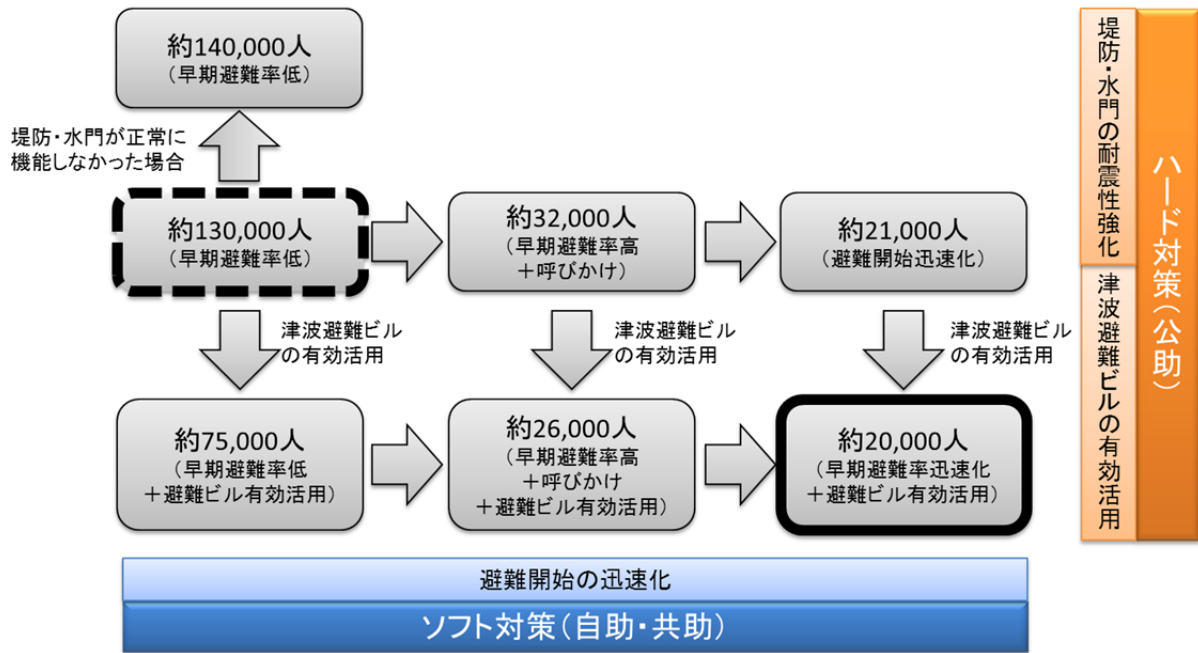 約140,000人
（早期避難率低）
堤防・水門が正常に
機能しなかった場合
約130,000人
（早期避難率低）
約32,000人
（早期避難率高
＋呼びかけ）
約21,000人
（避難開始迅速化）
津波避難ビル
の有効活用
津波避難ビル
の有効活用
津波避難ビル
の有効活用
約75,000人
（早期避難率低
＋避難ビル有効活用）
約26,000人
（早期避難率高
＋呼びかけ
＋避難ビル有効活用）
約20,000人
（早期避難率迅速化
＋避難ビル有効活用）
避難開始の迅速化
ソフト対策（自助・共助）
堤防・水門の耐震性強化
津波避難ビルの有効活用
ハード対策（公助）